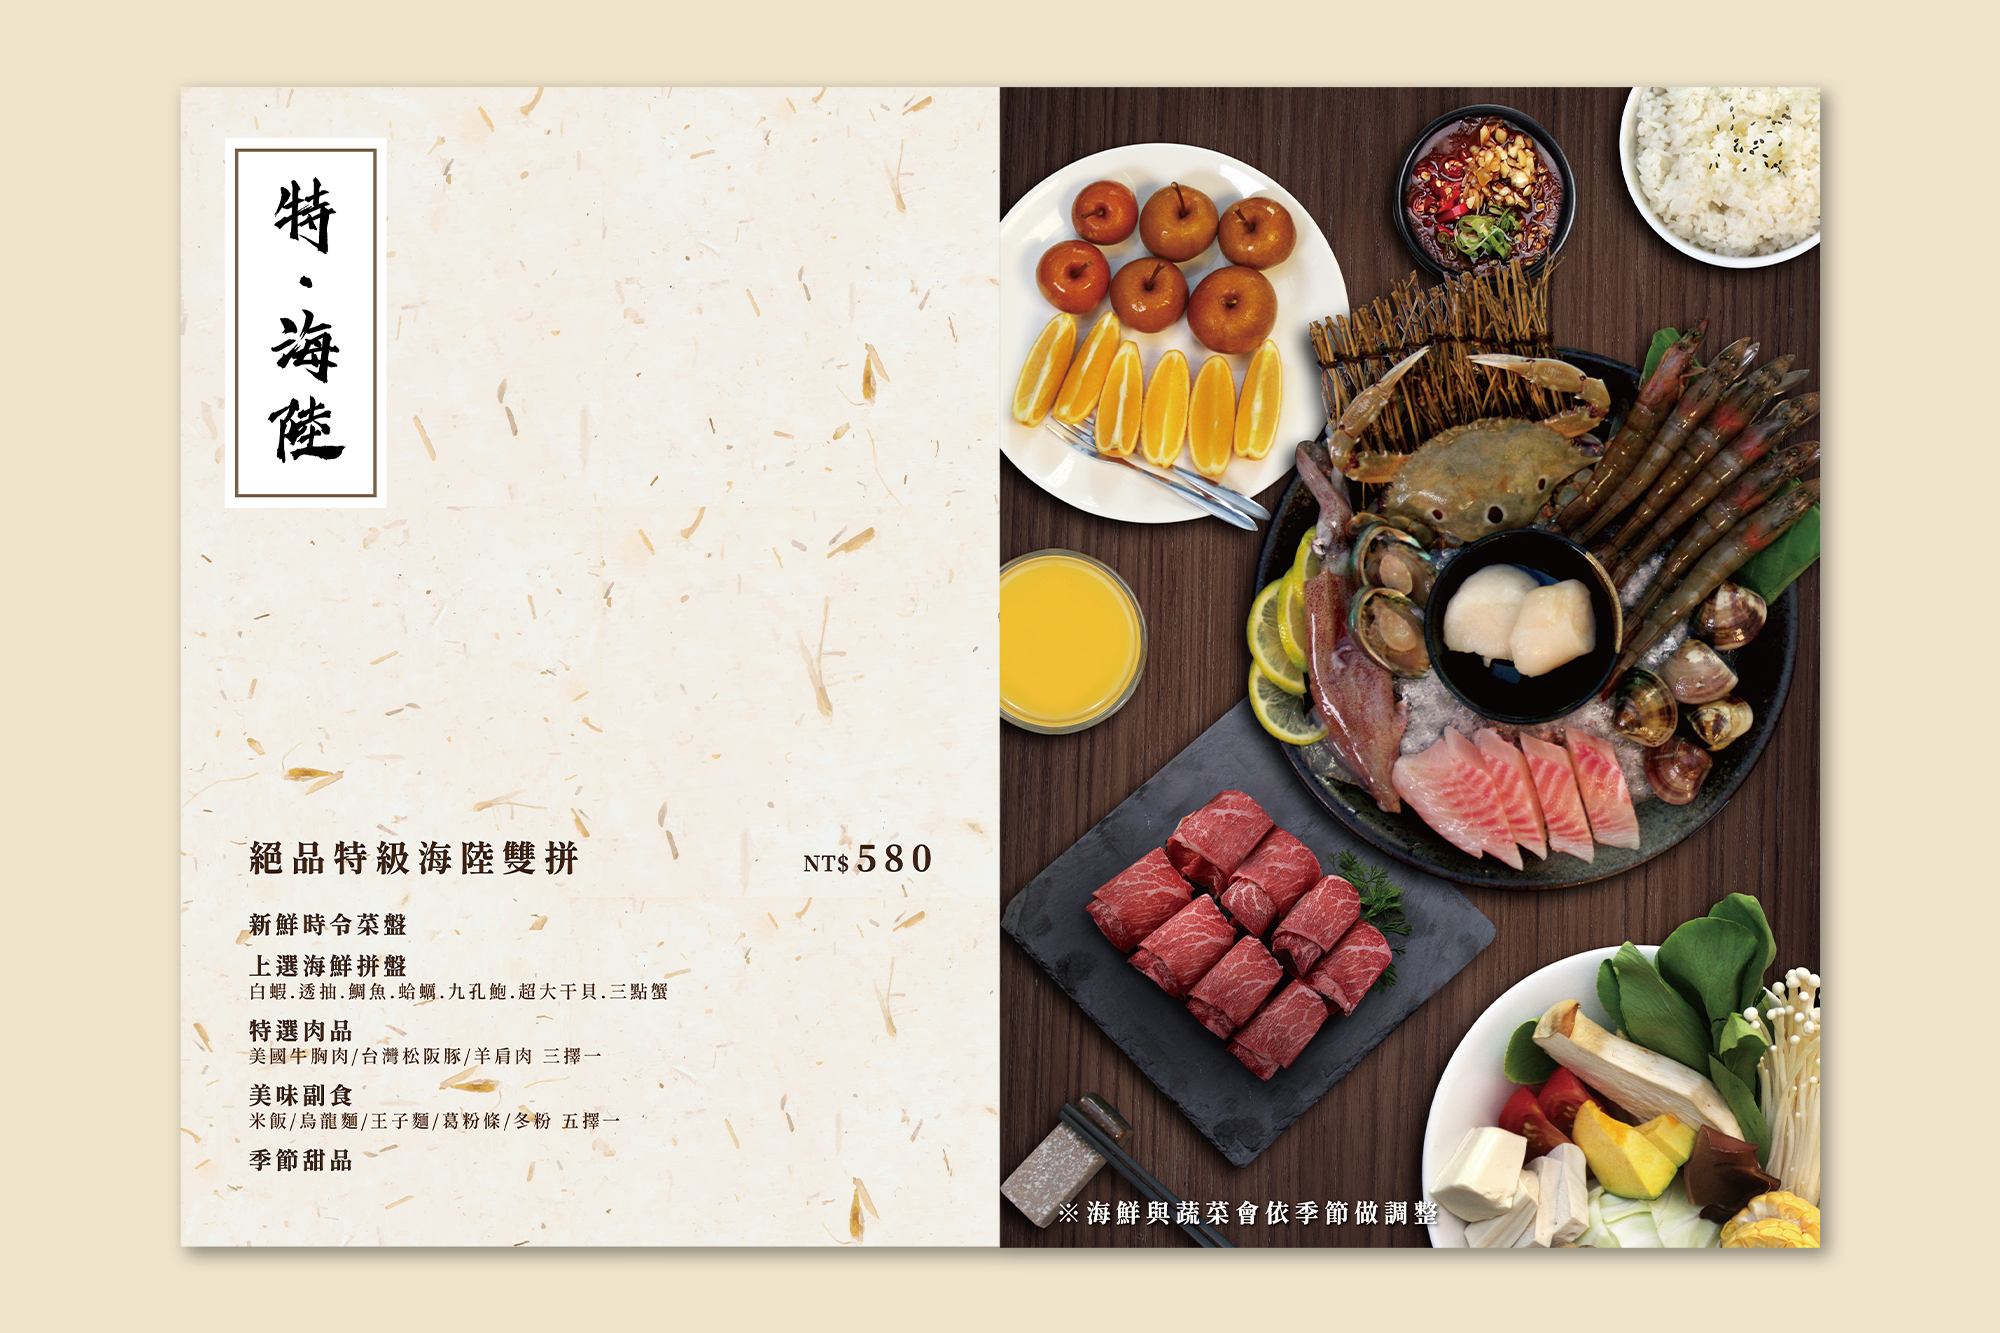 特・海陸
絕品特級海陸雙拼
NT$580
新鮮時令菜盤
上選海鮮拼盤
白蝦.透抽.鯛魚.蛤蠣.九孔鮑.超大干貝.三點蟹
特選肉品
美國牛胸肉/台灣松阪豚/羊肩肉 三擇一
美味副食
米飯/烏龍麵/王子麵/葛粉條/冬粉 五擇一
季節甜品
※海鮮與蔬菜會依季節做調整